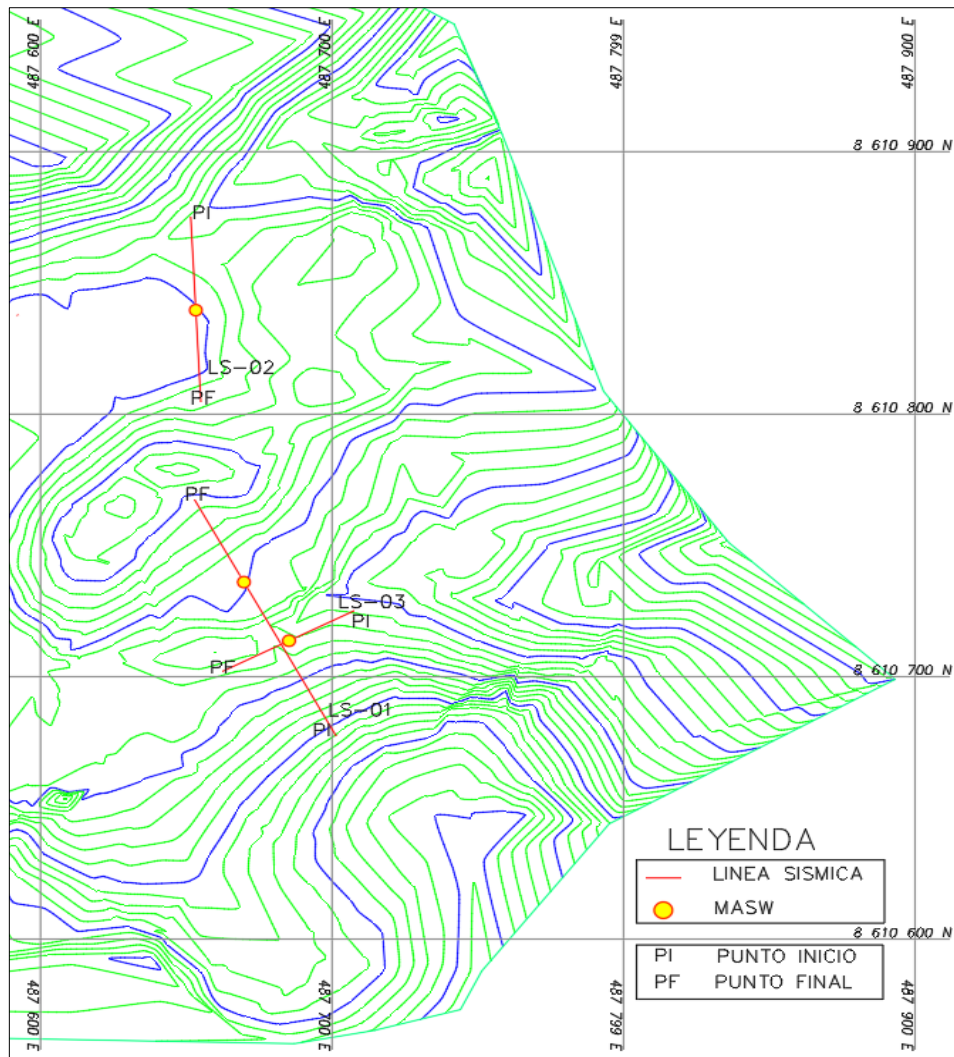 487 600 E
487 700 E
487 799 E
487 900 E
8 610 900 N
PI
LS-02
PF
8 610 800 N
PF
LS-03
PI
PF
8 610 700 N
LS-01
PI
LEYENDA
LINEA SISMICA
MASW
8 610 600 N
PI PUNTO INICIO
PF PUNTO FINAL
487 600 E
487 700 E
487 799 E
487 900 E